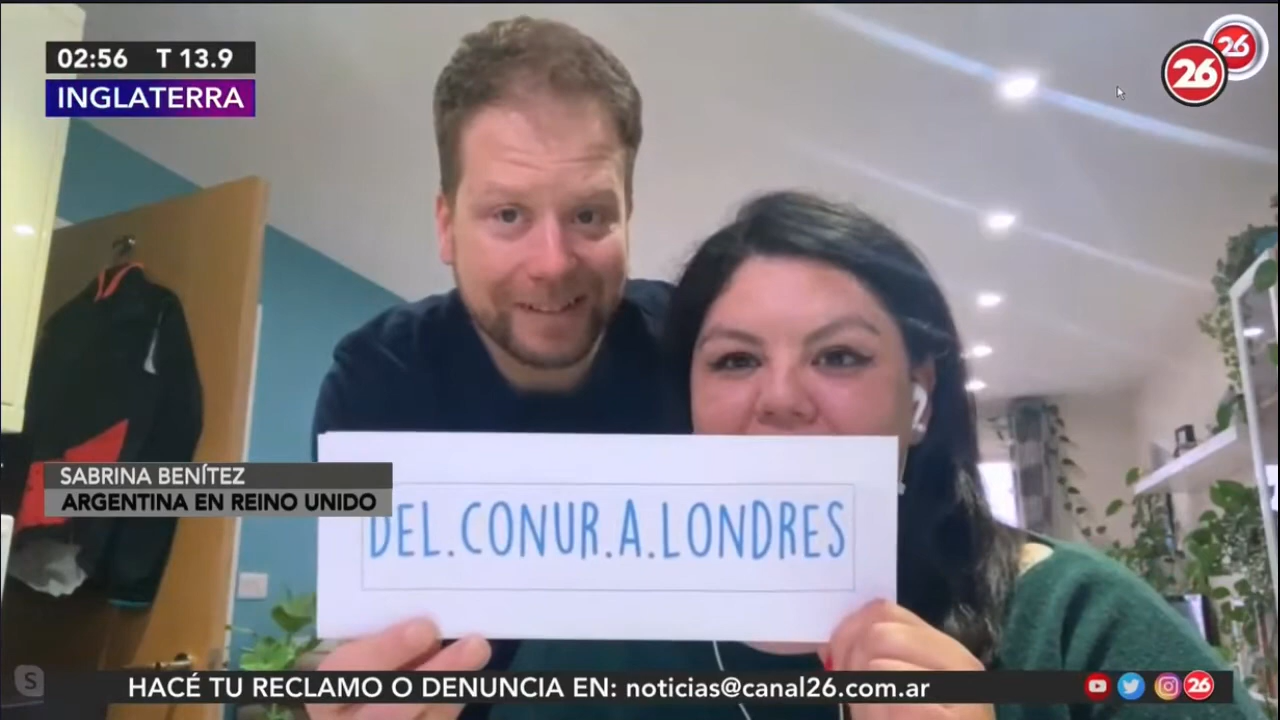 02:56 T 13.9
INGLATERRA
26
26
SABRINA BENÍTEZ
ARGENTINA EN REINO UNIDO
DEL.CONUR.A.LONDRES
S
HACÉ TU RECLAMO O DENUNCIA EN: noticias@canal26.com.ar
26